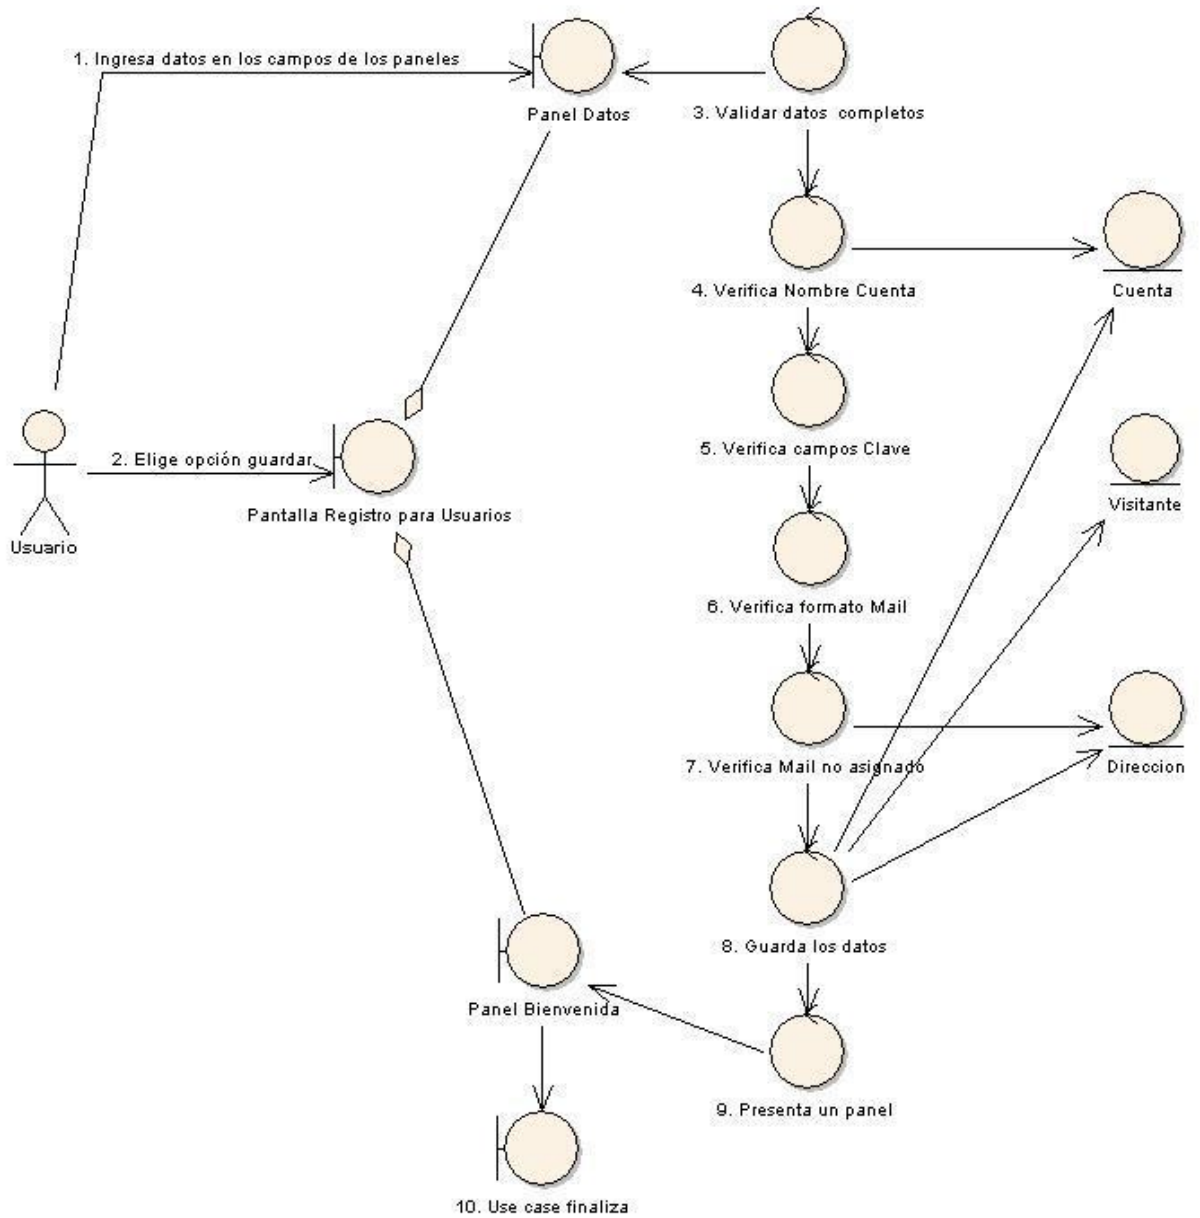 1. Ingresa datos en los campos de los paneles
Panel Datos
3. Validar datos completos
4. Verifica Nombre Cuenta
Cuenta
2. Elige opción guardar
5. Verifica campos Clave
Pantalla Registro para Usuarios
Visitante
Usuario
6. Verifica formato Mail
7. Verifica Mail no asignado
Direccion
8. Guarda los datos
Panel Bienvenida
9. Presenta un panel
10. Use case finaliza